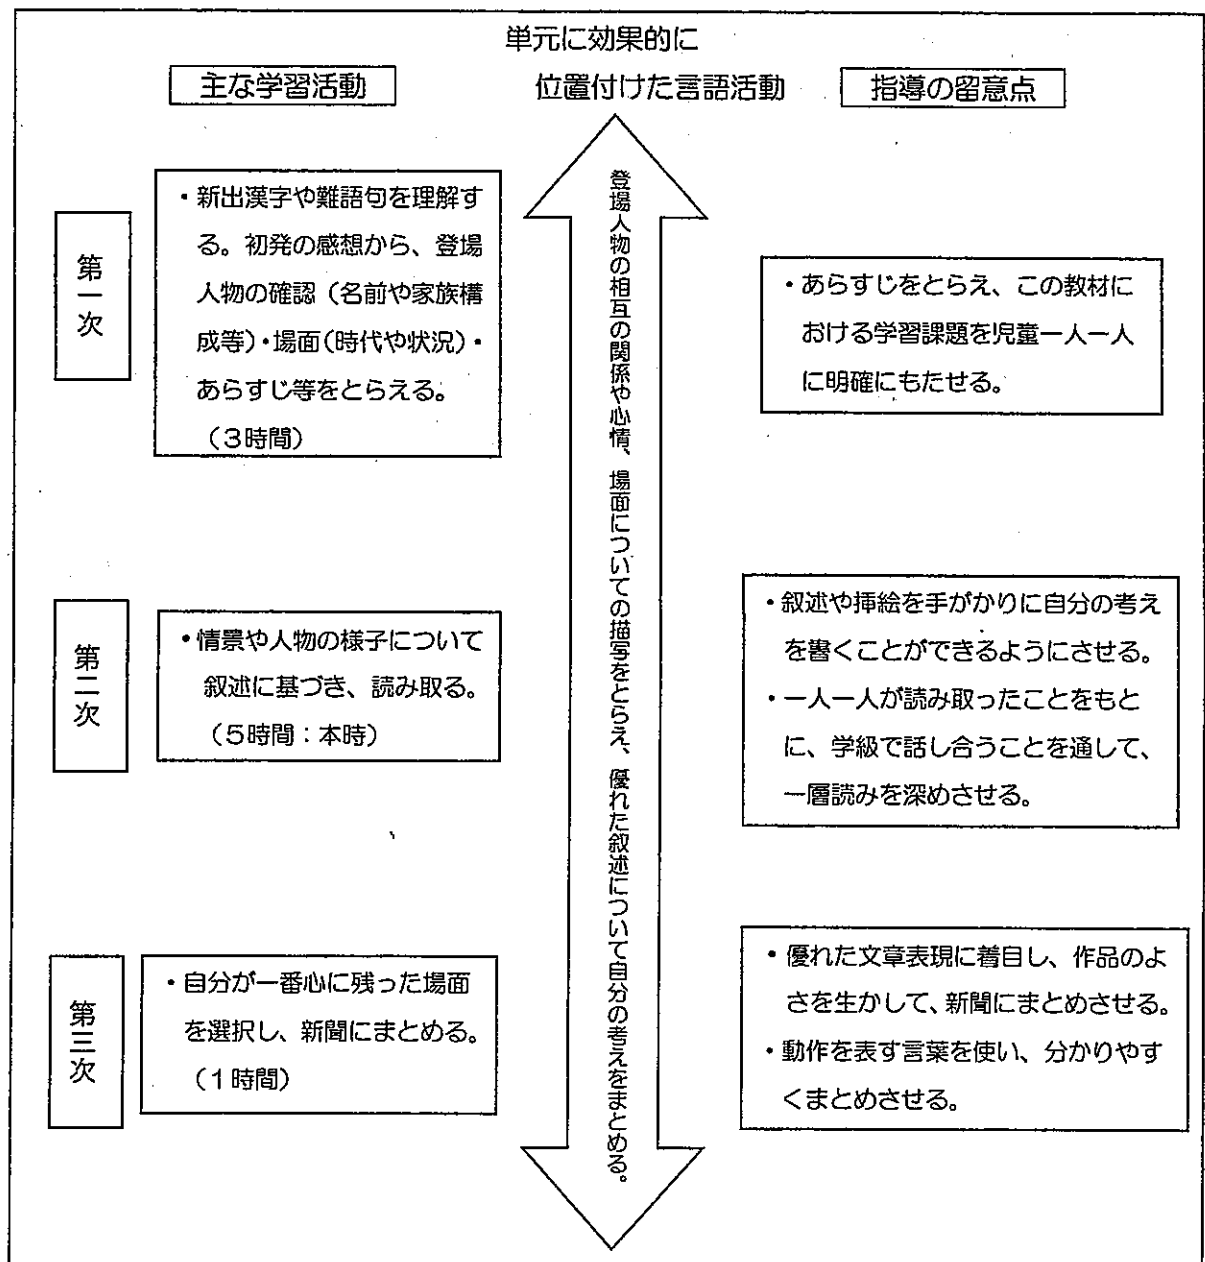 単元に効果的に
主な学習活動
位置付けた言語活動
指導の留意点
第一次
・新出漢字や難語句を理解す
る。初発の感想から、登場
人物の確認（名前や家族構
成等）・場面（時代や状況）・
あらすじ等をとらえる。
（3時間）
登場人物の相互の関係や心情、場面についての描写をとらえ、優れた叙述について自分の考えをまとめる。
・あらすじをとらえ、この教材に
おける学習課題を児童一人一人
に明確にもたせる。
第二次
・情景や人物の様子について
叙述に基づき、読み取る。
（5時間：本時）
・叙述や挿絵を手がかりに自分の考え
を書くことができるようにさせる。
・一人一人が読み取ったことをもと
に、学級で話し合うことを通して、
一層読みを深めさせる。
第三次
・自分が一番心に残った場面
を選択し、新聞にまとめる。
（1時間）
・優れた文章表現に着目し、作品のよ
さを生かして、新聞にまとめさせる。
・動作を表す言葉を使い、分かりやす
くまとめさせる。